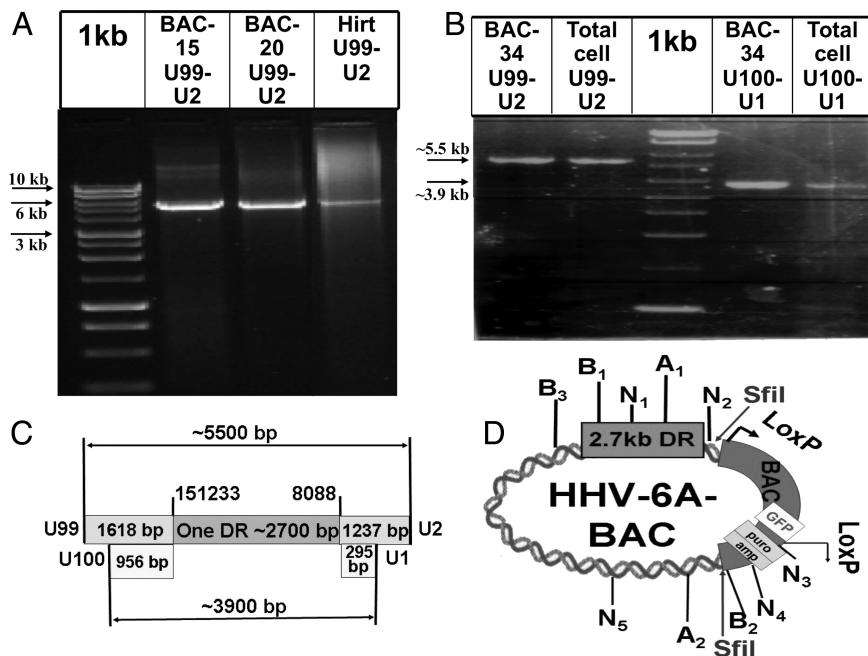 A
1kb
BAC-
15
U99-
U2
BAC-
20
U99-
U2
Hirt
U99-
U2
10 kb
6 kb
3 kb
B
BAC-
34
U99-
U2
Total
cell
U99-
U2
1kb
BAC-
34
U100-
U1
Total
cell
U100-
U1
~5.5 kb
~3.9 kb
C
~5500 bp
151233 8088
U99 1618 bp One DR ~2700 bp 1237 bp U2
U100 956 bp 295 bp U1
~3900 bp
D
B3 B1 N1 A1 N2 SfiI
LoxP
2.7kb DR
BAC
HHV-6A-
BAC
GFP
puro
amp
LoxP
N3
N4
B2
N5
A2
SfiI